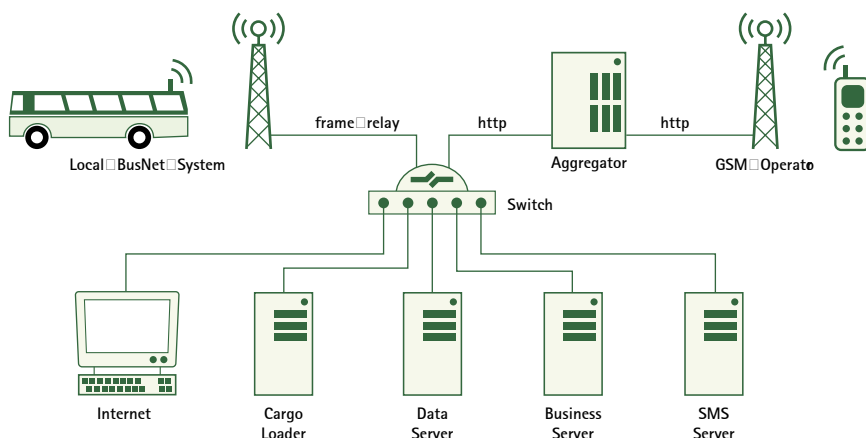 frame□relay
http
http
Local□BusNet□System
Aggregator
GSM□Operator
Switch
Internet
Cargo
Loader
Data
Server
Business
Server
SMS
Server